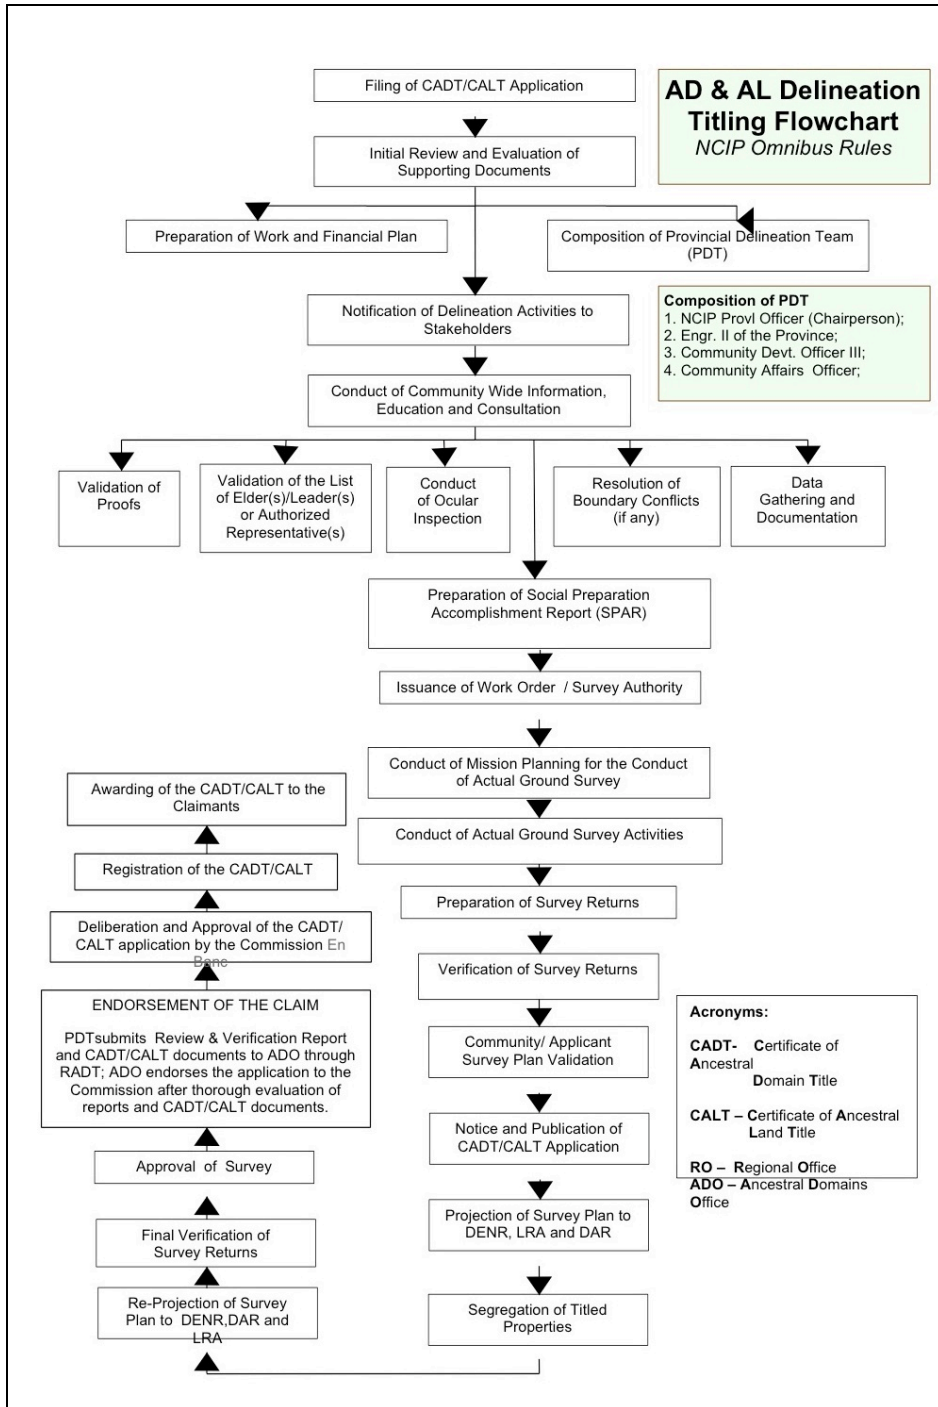 Filing of CADT/CALT Application
AD & AL Delineation
Titling Flowchart
NCIP Omnibus Rules
Initial Review and Evaluation of
Supporting Documents
Preparation of Work and Financial Plan
Composition of Provincial Delineation Team
(PDT)
Notification of Delineation Activities to
Stakeholders
Composition of PDT
1. NCIP Provl Officer (Chairperson);
2. Engr. II of the Province;
3. Community Devt. Officer III;
4. Community Affairs Officer;
Conduct of Community Wide Information,
Education and Consultation
Validation of
Proofs
Validation of the List
of Elder(s)/Leader(s)
or Authorized
Representative(s)
Conduct
of Ocular
Inspection
Resolution of
Boundary Conflicts
(if any)
Data
Gathering and
Documentation
Preparation of Social Preparation
Accomplishment Report (SPAR)
Issuance of Work Order / Survey Authority
Conduct of Mission Planning for the Conduct
of Actual Ground Survey
Conduct of Actual Ground Survey Activities
Preparation of Survey Returns
Verification of Survey Returns
Community/ Applicant
Survey Plan Validation
Notice and Publication of
CADT/CALT Application
Projection of Survey Plan to
DENR, LRA and DAR
Segregation of Titled
Properties
Awarding of the CADT/CALT to the
Claimants
Registration of the CADT/CALT
Deliberation and Approval of the CADT/
CALT application by the Commission En
Banc
ENDORSEMENT OF THE CLAIM
PDTsubmits Review & Verification Report
and CADT/CALT documents to ADO through
RADT; ADO endorses the application to the
Commission after thorough evaluation of
reports and CADT/CALT documents.
Approval of Survey
Final Verification of
Survey Returns
Re-Projection of Survey
Plan to DENR,DAR and
LRA
Acronyms:
CADT- Certificate of
Ancestral
Domain Title
CALT – Certificate of Ancestral
Land Title
RO – Regional Office
ADO – Ancestral Domains
Office